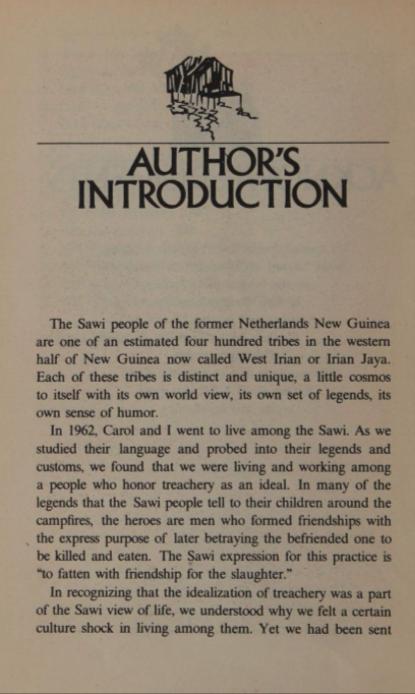 AUTHOR'S
INTRODUCTION
The Sawi people of the former Netherlands New Guinea
are one of an estimated four hundred tribes in the western
half of New Guinea now called West Irian or Irian Jaya.
Each of these tribes is distinct and unique, a little cosmos
to itself with its own world view, its own set of legends, its
own sense of humor.
In 1962, Carol and I went to live among the Sawi. As we
studied their language and probed into their legends and
customs, we found that we were living and working among
a people who honor treachery as an ideal. In many of the
legends that the Sawi people tell to their children around the
campfires, the heroes are men who formed friendships with
the express purpose of later betraying the befriended one to
be killed and eaten. The Sawi expression for this practice is
“to fatten with friendship for the slaughter.”
In recognizing that the idealization of treachery was a part
of the Sawi view of life, we understood why we felt a certain
culture shock in living among them. Yet we had been sent